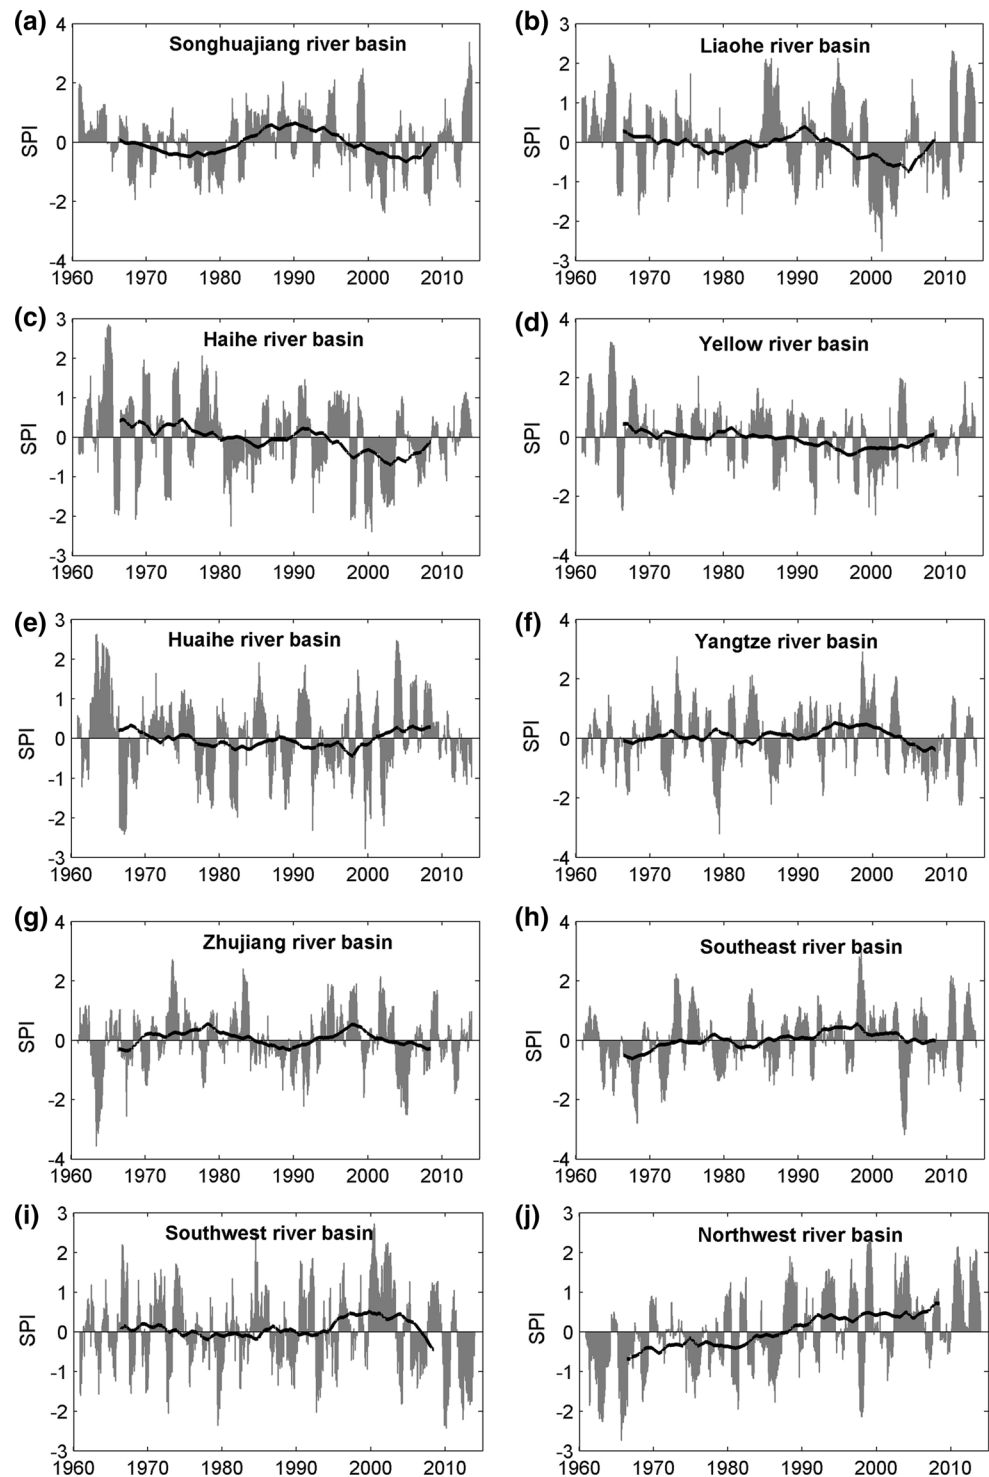 (a)
Songhuajiang river basin
SPI
4
2
0
-2
-4
1960 1970 1980 1990 2000 2010
(b)
Liaohe river basin
SPI
3
2
1
0
-1
-2
-3
1960 1970 1980 1990 2000 2010
(c)
Haihe river basin
SPI
3
2
1
0
-1
-2
-3
1960 1970 1980 1990 2000 2010
(d)
Yellow river basin
SPI
4
2
0
-2
-4
1960 1970 1980 1990 2000 2010
(e)
Huaihe river basin
SPI
3
2
1
0
-1
-2
-3
1960 1970 1980 1990 2000 2010
(f)
Yangtze river basin
SPI
4
2
0
-2
-4
1960 1970 1980 1990 2000 2010
(g)
Zhujiang river basin
SPI
4
2
0
-2
-4
1960 1970 1980 1990 2000 2010
(h)
Southeast river basin
SPI
4
2
0
-2
-4
1960 1970 1980 1990 2000 2010
(i)
Southwest river basin
SPI
3
2
1
0
-1
-2
-3
1960 1970 1980 1990 2000 2010
(j)
Northwest river basin
SPI
3
2
1
0
-1
-2
-3
1960 1970 1980 1990 2000 2010